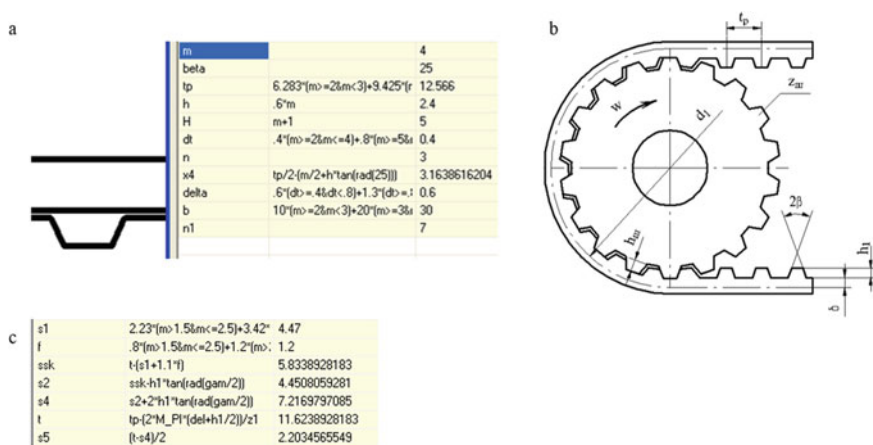 a
m 4
beta 25
tp 6.283*(m>=2&m<3)+9.425*(r 12.566
h .6*m 2.4
H m+1 5
dt .4*(m>=2&m<=4)+.8*(m>=5& 0.4
n 3
x4 tp/2-(m/2+h*tan(rad(25))) 3.1638616204
delta .6*(dt>=.4&dt<.8)+1.3*(dt>= 0.6
b 10*(m>=2&m<3)+20*(m>=3& 30
n1 7
b
tp
w
d1
2β
h1
δ
c
s1 2.23*(m>1.5&m<=2.5)+3.42* 4.47
f .8*(m>1.5&m<=2.5)+1.2*(m> 1.2
ssk t-(s1+1.1*f) 5.8338928183
s2 ssk-h1*tan(rad(gam/2)) 4.4508059281
s4 s2+2*h1*tan(rad(gam/2)) 7.2169797085
t tp-(2*M_PI*(del+h1/2))/z1 11.6238928183
s5 (t-s4)/2 2.2034565549